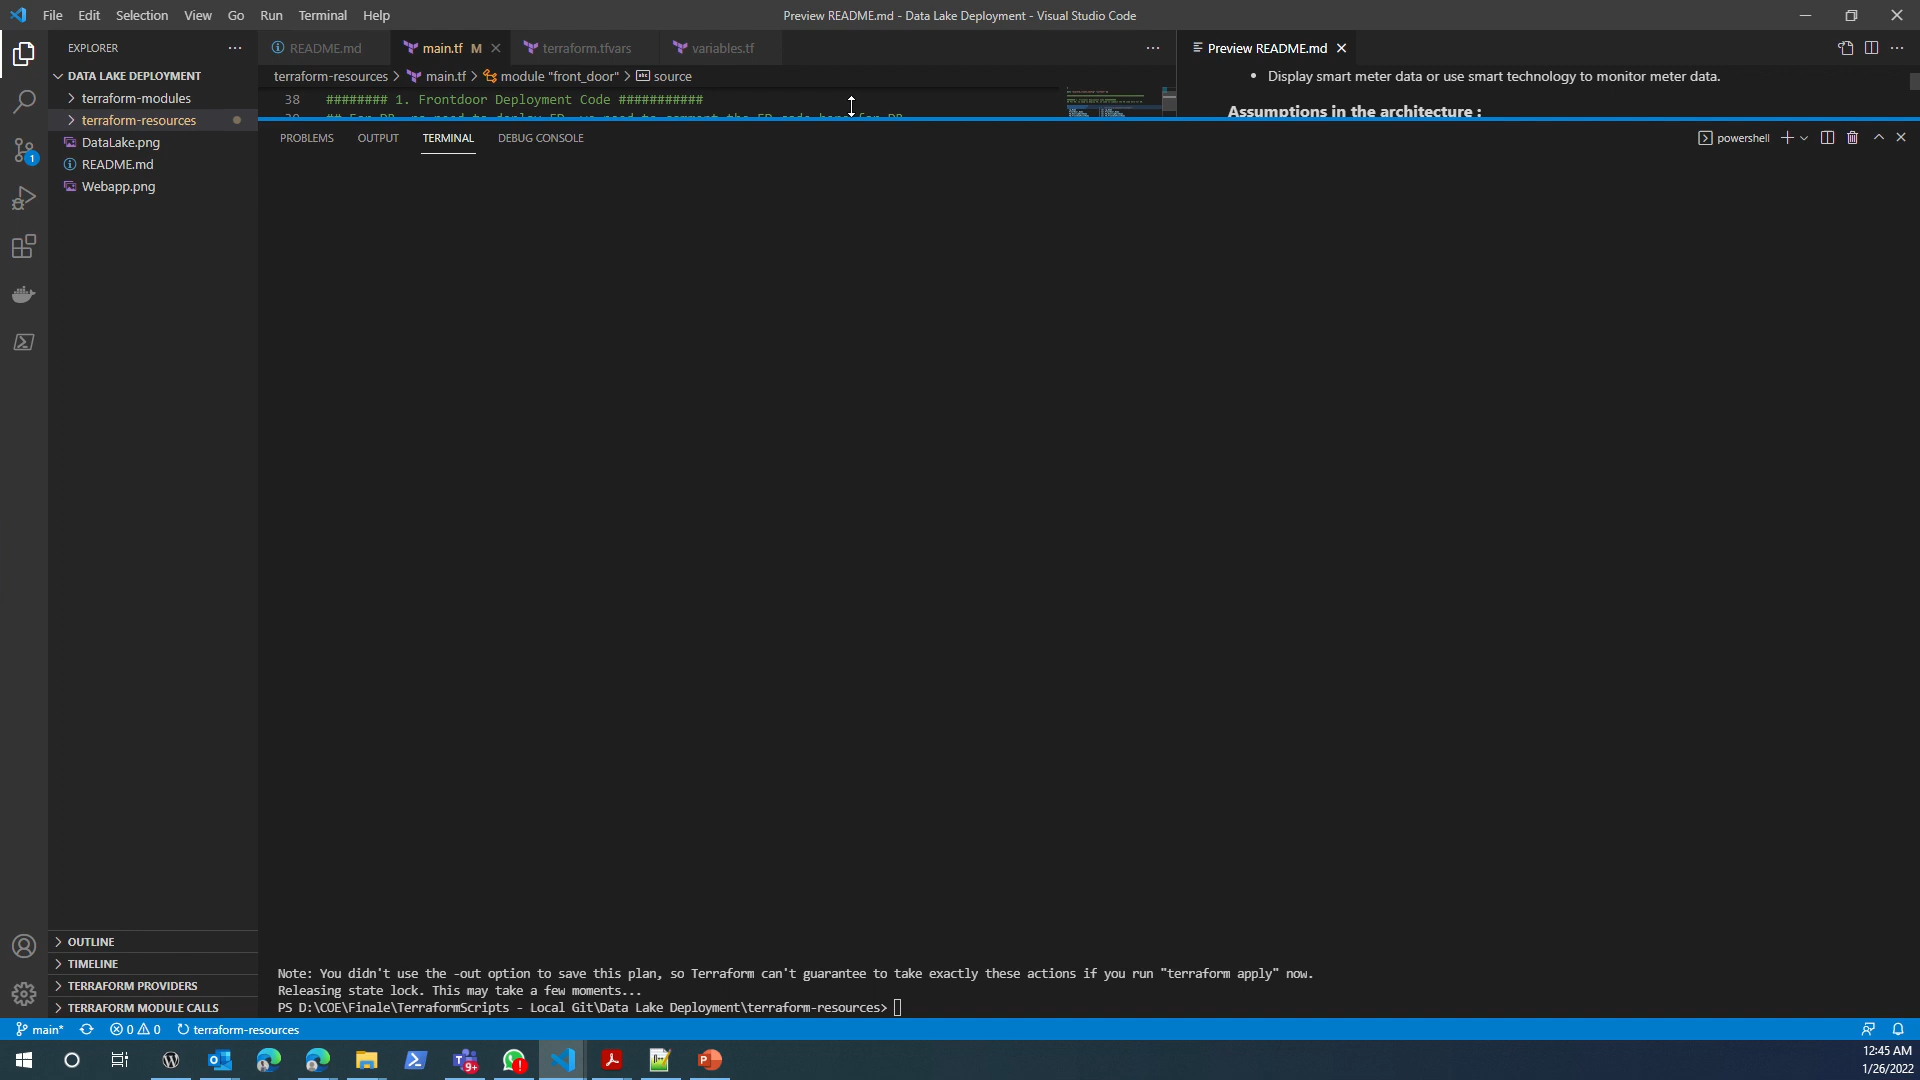 File Edit Selection View Go Run Terminal Help
Preview README.md - Data Lake Deployment - Visual Studio Code
EXPLORER
DATA LAKE DEPLOYMENT
terraform-modules
terraform-resources
DataLake.png
README.md
Webapp.png
OUTLINE
TIMELINE
TERRAFORM PROVIDERS
TERRAFORM MODULE CALLS
README.md main.tf M terraform.tfvars variables.tf
terraform-resources > main.tf > module "front_door" > source
38 ######## 1. Frontdoor Deployment Code ###########
Preview README.md
• Display smart meter data or use smart technology to monitor meter data.
Assumptions in the architecture :
PROBLEMS OUTPUT TERMINAL DEBUG CONSOLE
powershell
Note: You didn't use the -out option to save this plan, so Terraform can't guarantee to take exactly these actions if you run "terraform apply" now.
Releasing state lock. This may take a few moments...
PS D:\COE\Finale\TerraformScripts - Local Git\Data Lake Deployment\terraform-resources>
1
main* 0 0 terraform-resources
9+
12:45 AM
1/26/2022